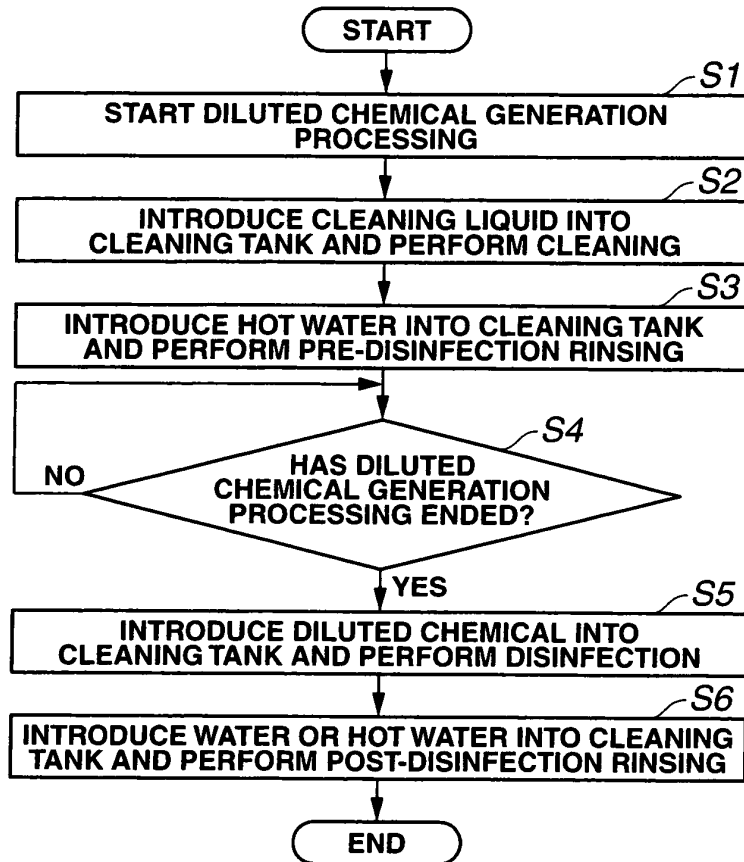 START
S1
START DILUTED CHEMICAL GENERATION
PROCESSING
S2
INTRODUCE CLEANING LIQUID INTO
CLEANING TANK AND PERFORM CLEANING
S3
INTRODUCE HOT WATER INTO CLEANING TANK
AND PERFORM PRE-DISINFECTION RINSING
S4
HAS DILUTED
CHEMICAL GENERATION
PROCESSING ENDED?
NO
YES
S5
INTRODUCE DILUTED CHEMICAL INTO
CLEANING TANK AND PERFORM DISINFECTION
S6
INTRODUCE WATER OR HOT WATER INTO CLEANING
TANK AND PERFORM POST-DISINFECTION RINSING
END